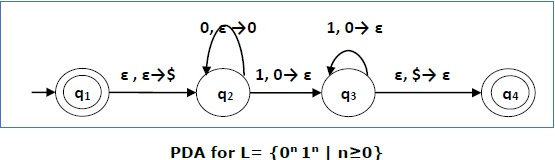 0, ε→0 1, 0→ ε
ε , ε→$ 1, 0→ ε ε, $→ ε
q1 q2 q3 q4
PDA for L= {0ⁿ 1ⁿ | n≥0}